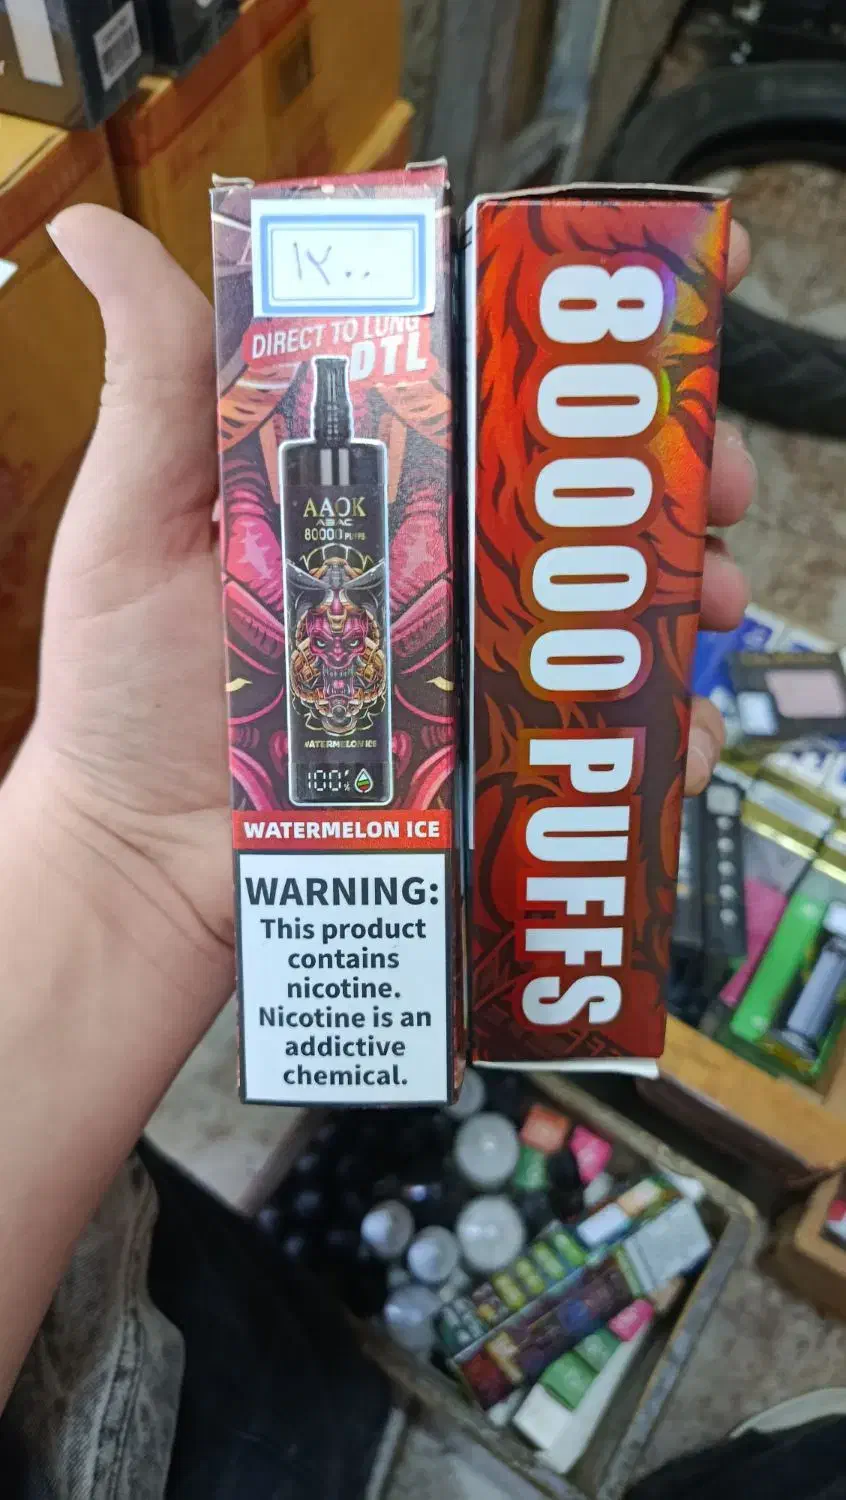 ۱۲۰۰
DIRECT TO LUNG
DTL
AAOK
ABAC
80000 PUFFS
WATERMELON ICE
100%
WATERMELON ICE
WARNING:
This product
contains
nicotine.
Nicotine is an
addictive
chemical.
80000 PUFFS